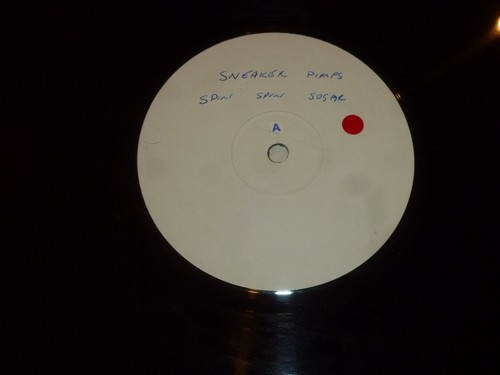 SNEAKER PIMPS
SPIN SPIN SUGAR
A